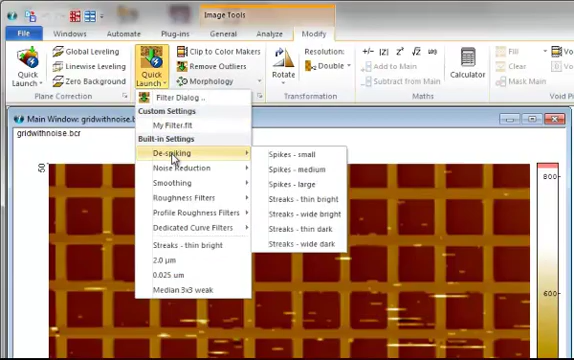 Image Tools
File Windows Automate Plug-ins General Analyze Modify
Quick Launch
Global Leveling
Linewise Leveling
Zero Background
Plane Correction
Quick Launch
Clip to Color Makers
Remove Outliers
Morphology
Rotate
Resolution:
Double
Transformation
+/- |S| z² √z ab
Add to Maths
Subtract from Maths
Maths
Calculator
Fill
Clear
Mask
Void Pi
Filter Dialog ..
Custom Settings
My Filter.flt
Built-in Settings
De-spiking
Noise Reduction
Smoothing
Roughness Filters
Profile Roughness Filters
Dedicated Curve Filters
Streaks - thin bright
2.0 µm
0.025 um
Median 3x3 weak
Spikes - small
Spikes - medium
Spikes - large
Streaks - thin bright
Streaks - wide bright
Streaks - thin dark
Streaks - wide dark
Main Window: gridwithnoise.b
gridwithnoise.bcr
50
800
600